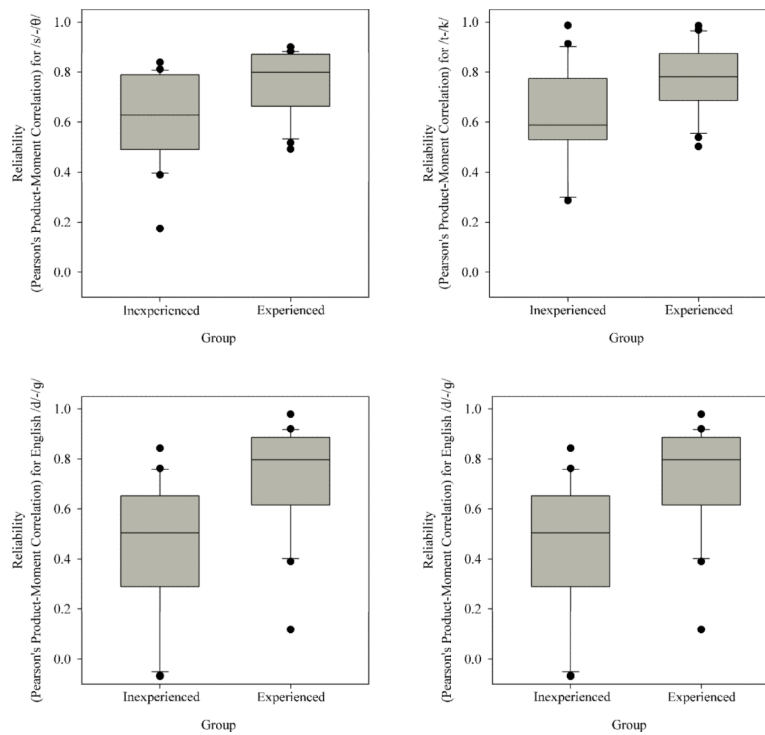 Reliability
(Pearson's Product-Moment Correlation) for /s/-/θ/
1.0
0.8
0.6
0.4
0.2
0.0
Inexperienced
Experienced
Group
Reliability
(Pearson's Product-Moment Correlation) for /t-/k/
1.0
0.8
0.6
0.4
0.2
0.0
Inexperienced
Experienced
Group
Reliability
(Pearson's Product-Moment Correlation) for English /d/-/g/
1.0
0.8
0.6
0.4
0.2
0.0
Inexperienced
Experienced
Group
Reliability
(Pearson's Product-Moment Correlation) for English /d/-/g/
1.0
0.8
0.6
0.4
0.2
0.0
Inexperienced
Experienced
Group